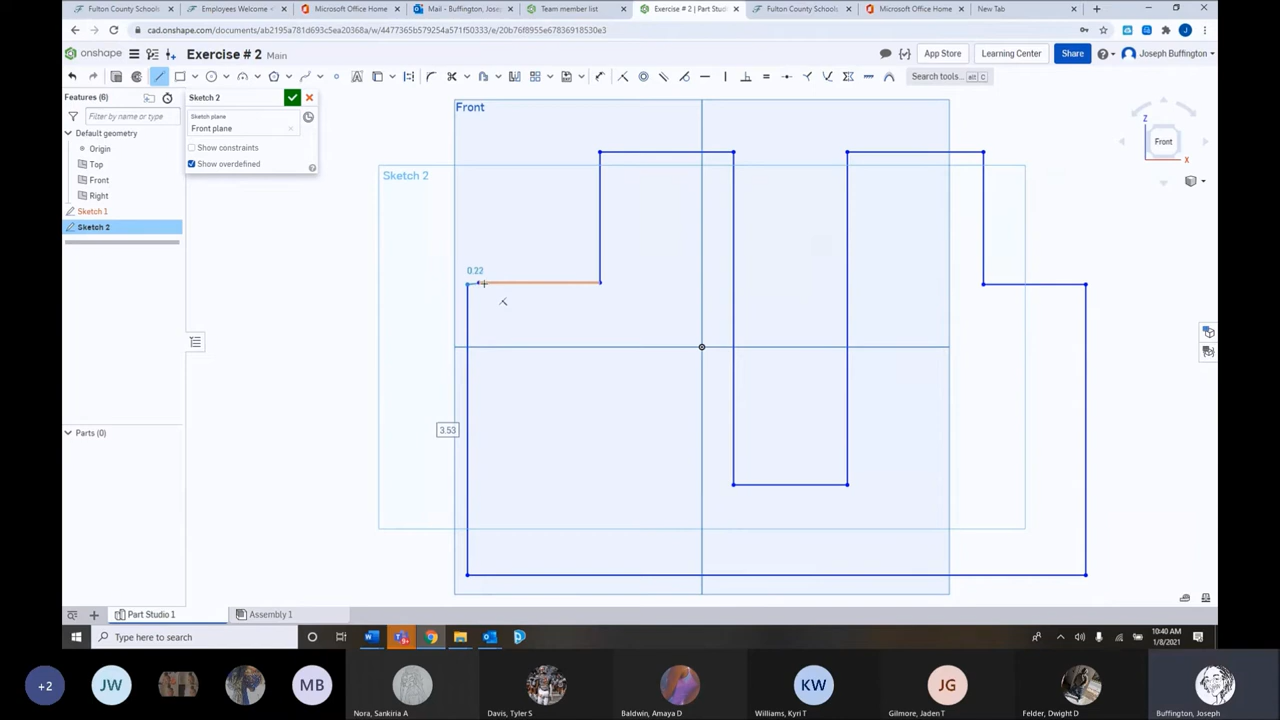 Fulton County Schools
Employees Welcome -
Microsoft Office Home
Mail - Buffington, Joseph
Team member list
Exercise # 2 | Part Studio
Fulton County Schools
Microsoft Office Home
New Tab
cad.onshape.com/documents/ab2195a781d693c5ea20368a/w/4477365b579254a571f50333/e/20b76f8965e67836918530e3
onshape
Exercise # 2 Main
App Store
Learning Center
Share
Joseph Buffington
Search tools... alt C
Features (6)
Filter by name or type
Default geometry
Origin
Top
Front
Right
Sketch 1
Sketch 2
Parts (0)
Sketch 2
Sketch plane
Front plane
Show constraints
Show overdefined
Front
Sketch 2
0.22
3.53
Z
Front
X
Part Studio 1
Assembly 1
Type here to search
10:40 AM
1/8/2021
+2
JW
MB
Nora, Sankiria A
Davis, Tyler S
Baldwin, Amaya D
KW
Williams, Kyri T
JG
Gilmore, Jaden T
Felder, Dwight D
Buffington, Joseph